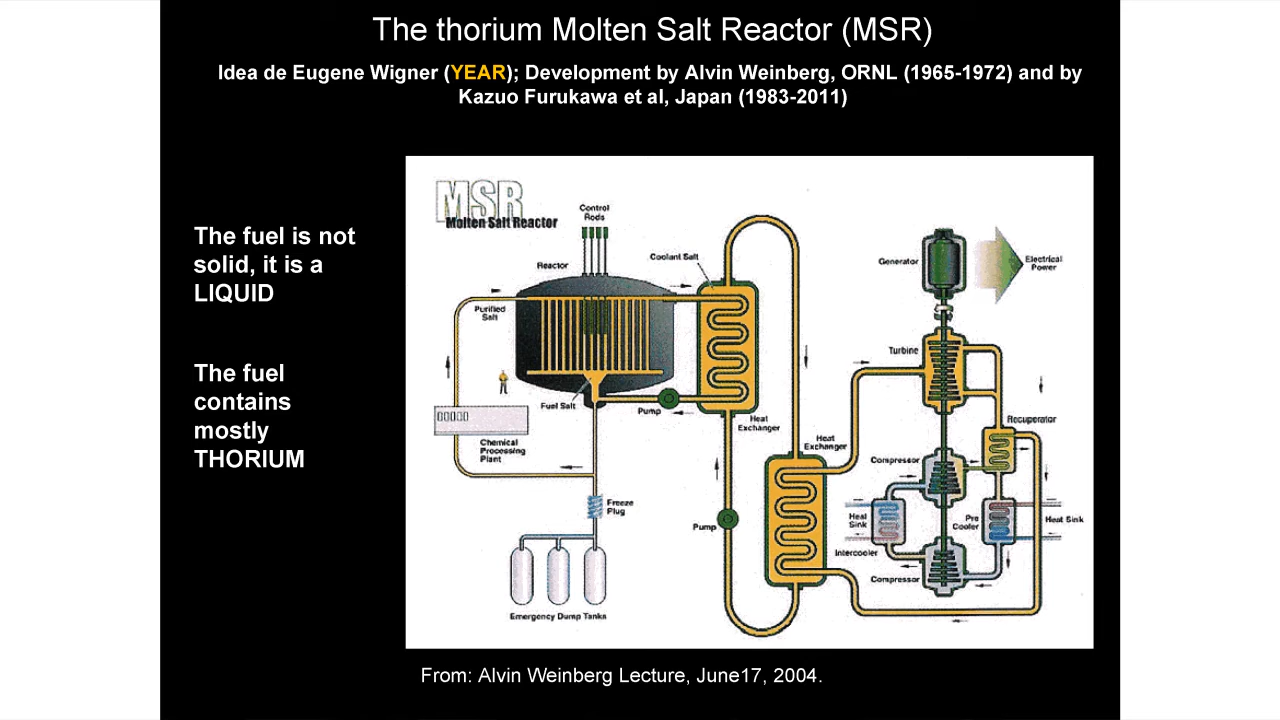 The thorium Molten Salt Reactor (MSR)
Idea de Eugene Wigner (YEAR); Development by Alvin Weinberg, ORNL (1965-1972) and by
Kazuo Furukawa et al, Japan (1983-2011)
The fuel is not
solid, it is a
LIQUID
The fuel
contains
mostly
THORIUM
MSR
Molten Salt Reactor
Control
Rods
Reactor
Coolant Salt
Generator
Electrical
Power
Purified
Salt
Turbine
Fuel Salt
Pump
Heat
Exchanger
Recuperator
Chemical
Processing
Plant
Heat
Exchanger
Compressor
Freeze
Plug
Pump
Heat
Sink
Pre
Cooler
Heat Sink
Intercooler
Compressor
Emergency Dump Tanks
From: Alvin Weinberg Lecture, June17, 2004.